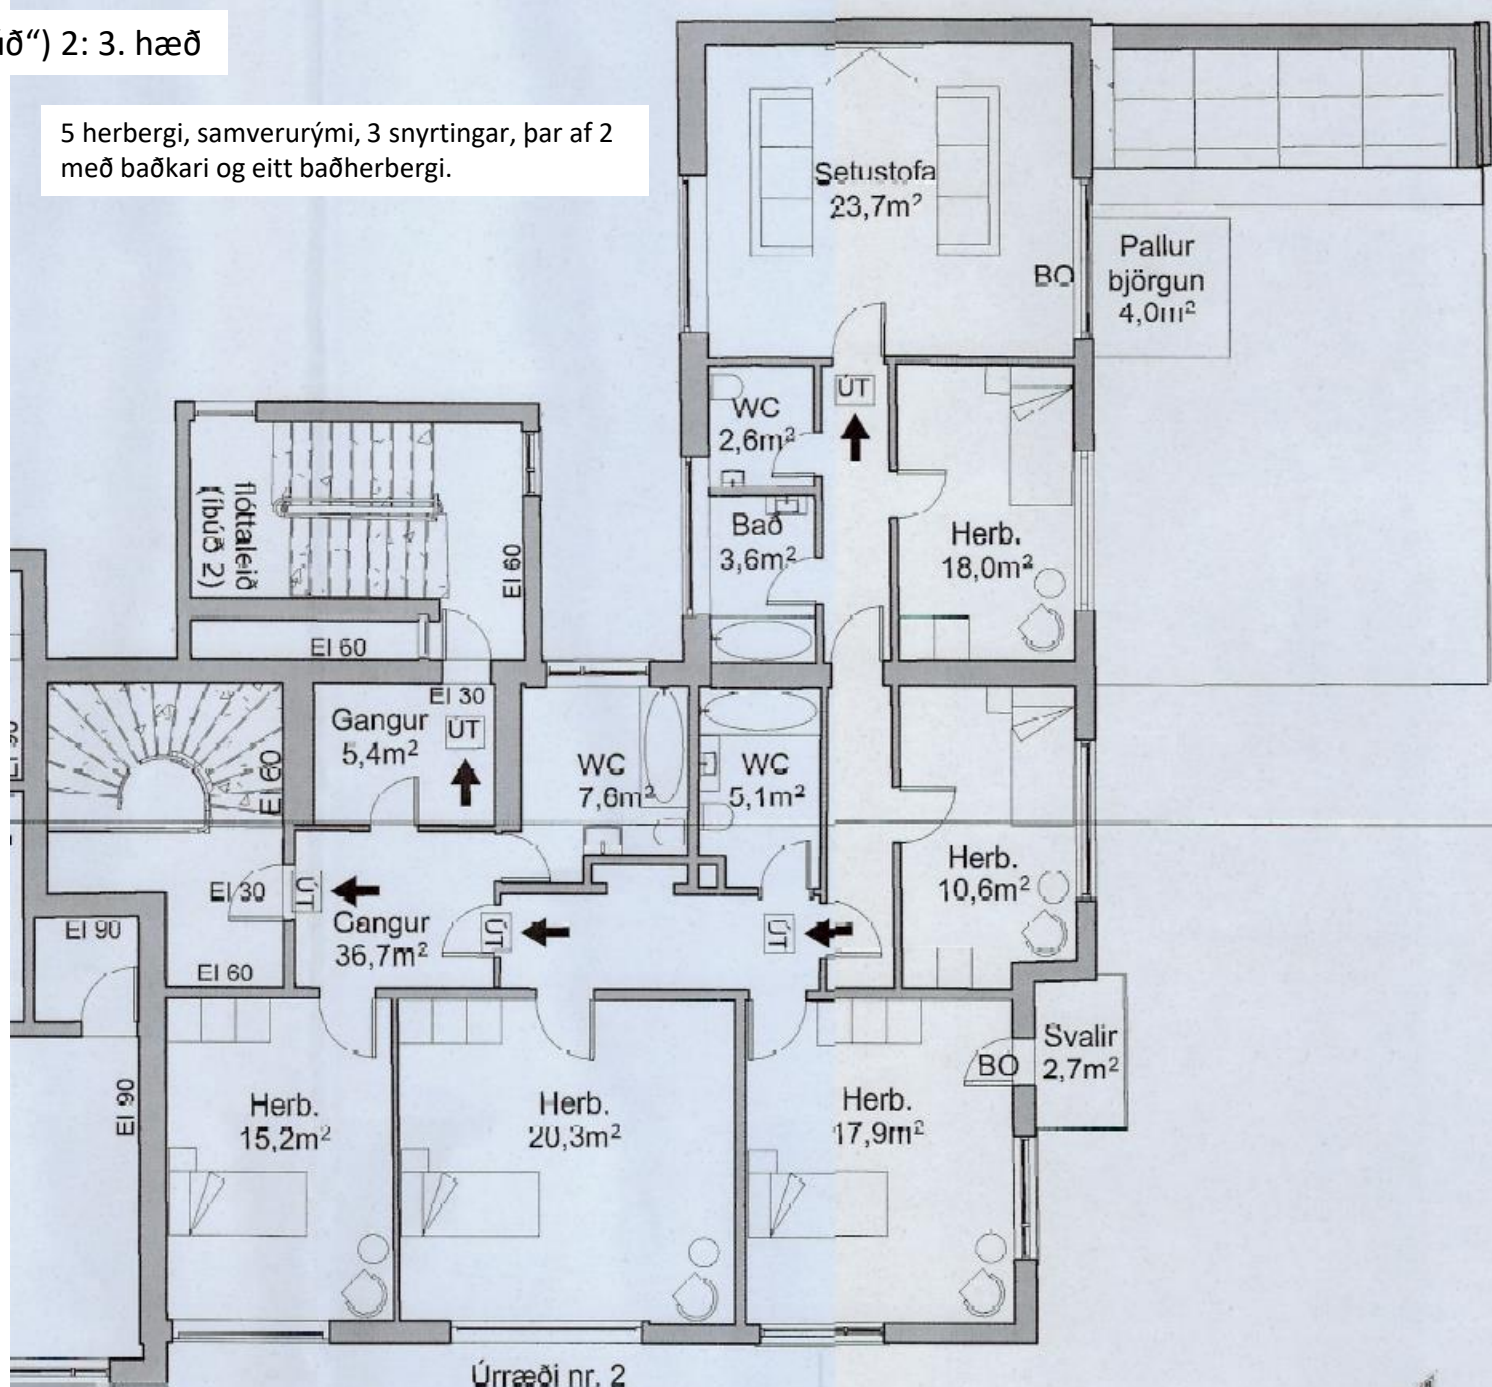 úð“) 2: 3. hæð
5 herbergi, samverurými, 3 snyrtingar, þar af 2
með baðkari og eitt baðherbergi.
Setustofa
23,7m²
BO
Pallur
björgun
4,0m²
ÚT
WC
2,6m²
Bað
3,6m²
Herb.
18,0m²
flóttaleið
(íbúð 2)
EI 60
EI 60
EI 30
Gangur
5,4m²
ÚT
EI 60
WC
7,6m²
WC
5,1m²
Herb.
10,6m²
EI 30
ÚT
Gangur
36,7m²
ÚT
ÚT
EI 90
EI 60
EI 90
Herb.
15,2m²
Herb.
20,3m²
Herb.
17,9m²
BO
Svalir
2,7m²
Úrræði nr. 2